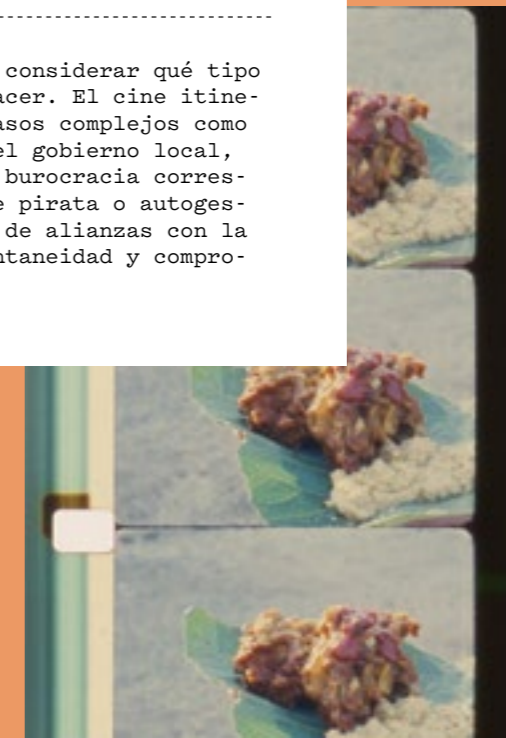 considerar qué tipo
acer. El cine itine-
asos complejos como
el gobierno local,
burocracia corres-
e pirata o autoges-
de alianzas con la
ntaneidad y compro-